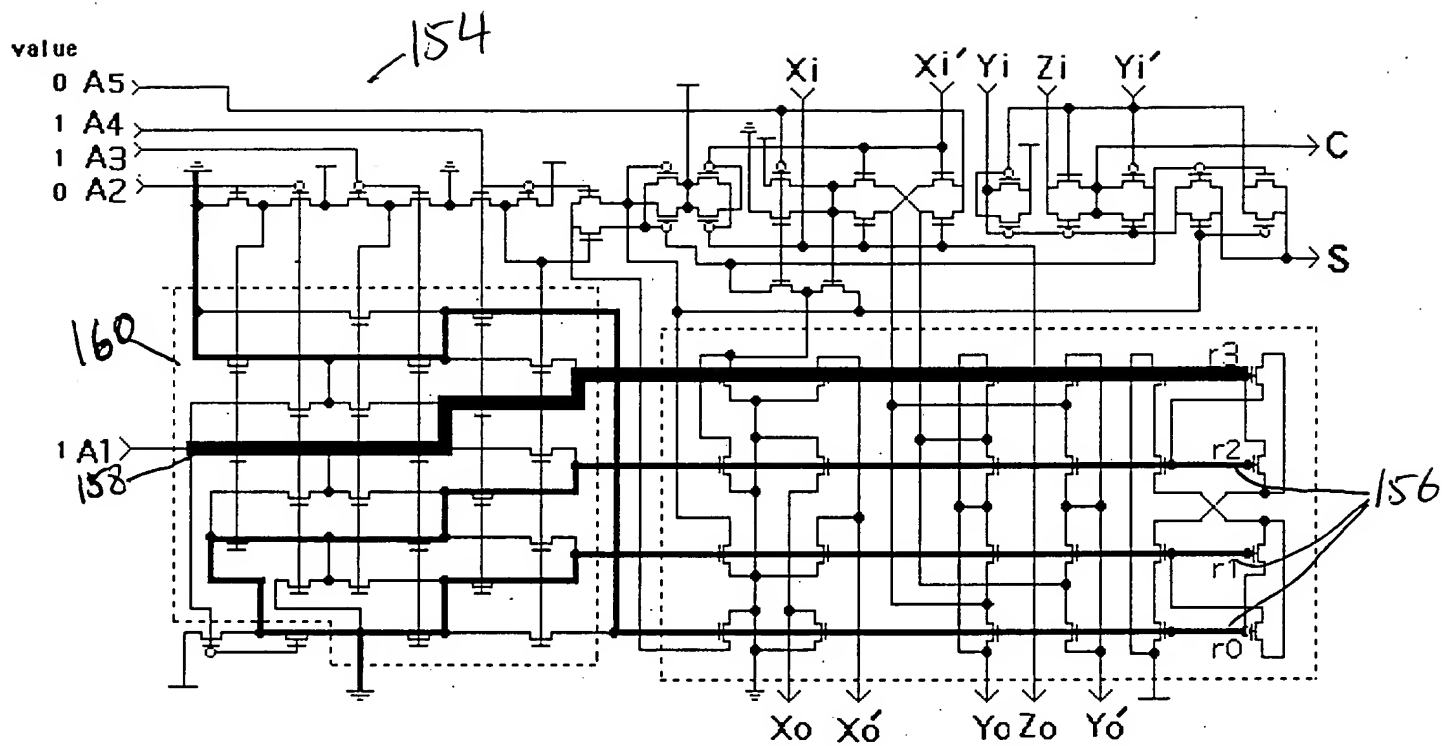 154
value
0 A5
1 A4
1 A3
0 A2
Xi
Xi′
Yi
Zi
Yi′
C
S
160
r3
1 A1
158
r2
156
r1
r0
Xo
Xo′
Yo
Zo
Yo′